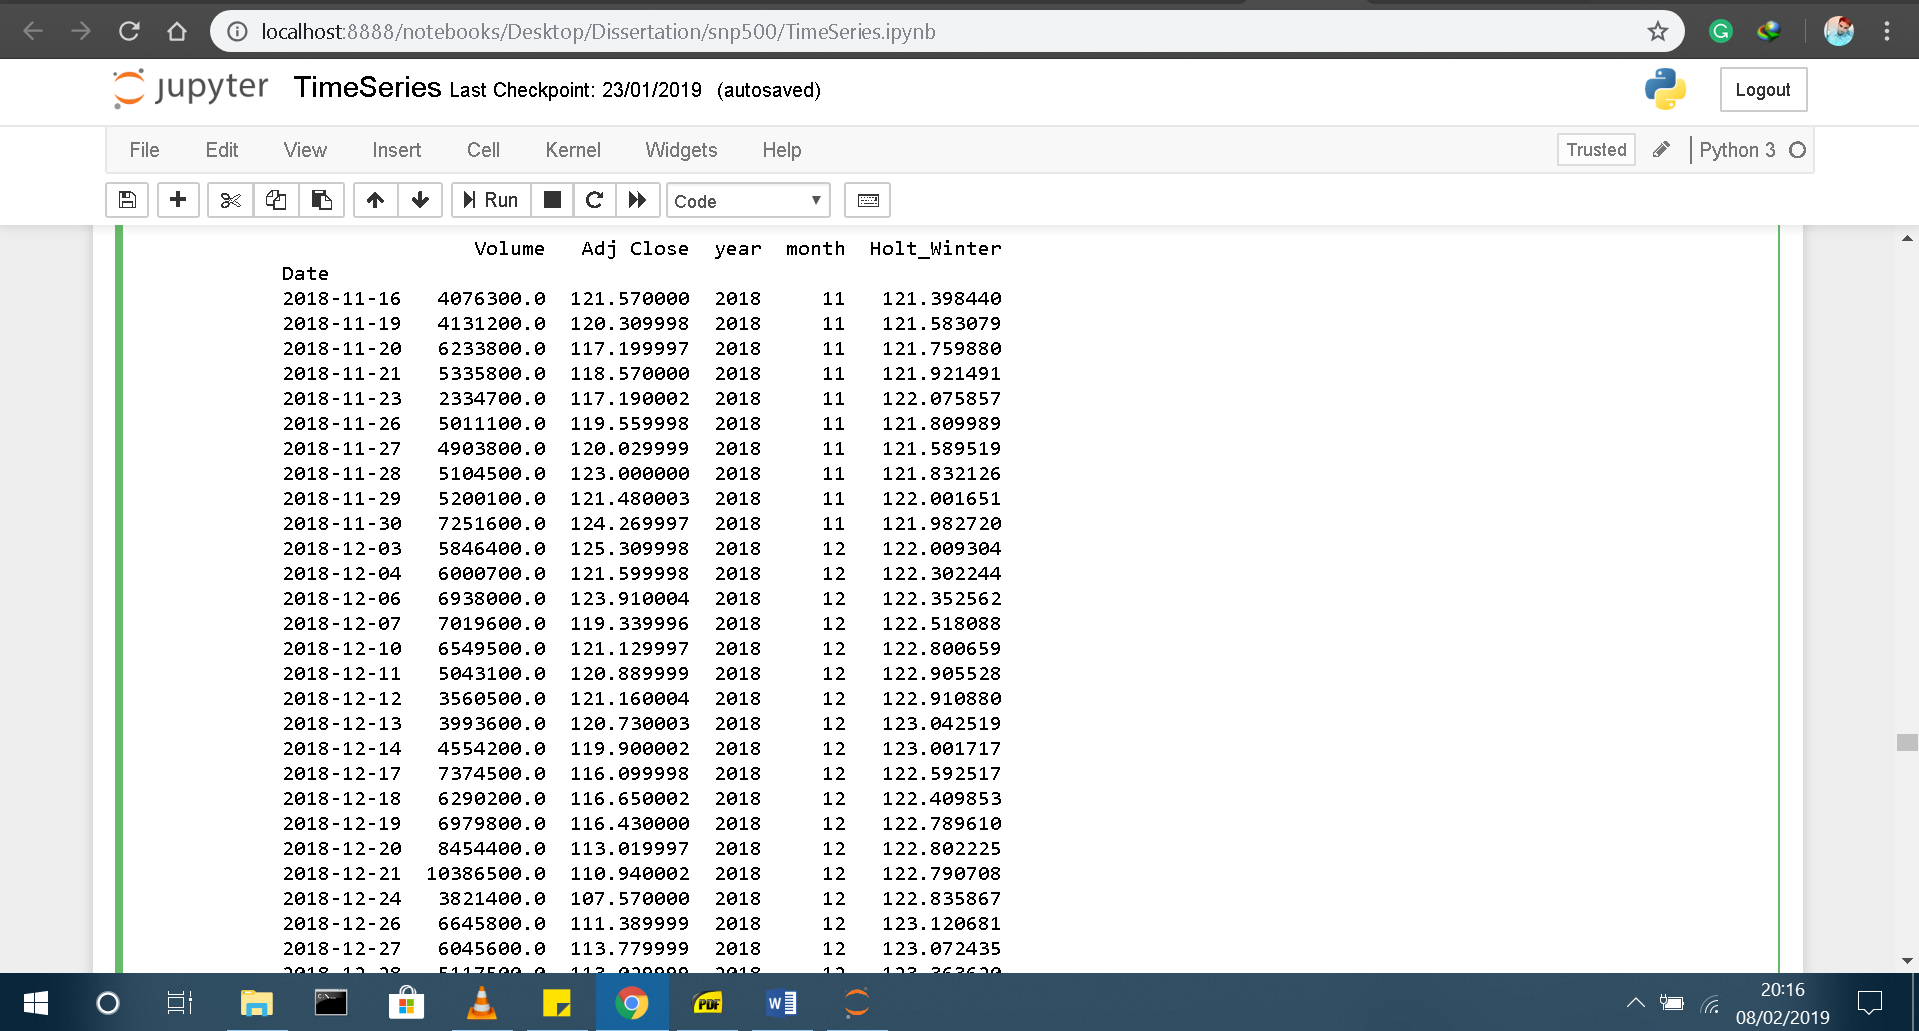 localhost:8888/notebooks/Desktop/Dissertation/snp500/TimeSeries.ipynb
jupyter TimeSeries Last Checkpoint: 23/01/2019 (autosaved) Logout
File Edit View Insert Cell Kernel Widgets Help Trusted Python 3
Run Code
Volume Adj Close year month Holt_Winter
Date
2018-11-16 4076300.0 121.570000 2018 11 121.398440
2018-11-19 4131200.0 120.309998 2018 11 121.583079
2018-11-20 6233800.0 117.199997 2018 11 121.759880
2018-11-21 5335800.0 118.570000 2018 11 121.921491
2018-11-23 2334700.0 117.190002 2018 11 122.075857
2018-11-26 5011100.0 119.559998 2018 11 121.809989
2018-11-27 4903800.0 120.029999 2018 11 121.589519
2018-11-28 5104500.0 123.000000 2018 11 121.832126
2018-11-29 5200100.0 121.480003 2018 11 122.001651
2018-11-30 7251600.0 124.269997 2018 11 121.982720
2018-12-03 5846400.0 125.309998 2018 12 122.009304
2018-12-04 6000700.0 121.599998 2018 12 122.302244
2018-12-06 6938000.0 123.910004 2018 12 122.352562
2018-12-07 7019600.0 119.339996 2018 12 122.518088
2018-12-10 6549500.0 121.129997 2018 12 122.800659
2018-12-11 5043100.0 120.889999 2018 12 122.905528
2018-12-12 3560500.0 121.160004 2018 12 122.910880
2018-12-13 3993600.0 120.730003 2018 12 123.042519
2018-12-14 4554200.0 119.900002 2018 12 123.001717
2018-12-17 7374500.0 116.099998 2018 12 122.592517
2018-12-18 6290200.0 116.650002 2018 12 122.409853
2018-12-19 6979800.0 116.430000 2018 12 122.789610
2018-12-20 8454400.0 113.019997 2018 12 122.802225
2018-12-21 10386500.0 110.940002 2018 12 122.790708
2018-12-24 3821400.0 107.570000 2018 12 122.835867
2018-12-26 6645800.0 111.389999 2018 12 123.120681
2018-12-27 6045600.0 113.779999 2018 12 123.072435
PDF
20:16
08/02/2019